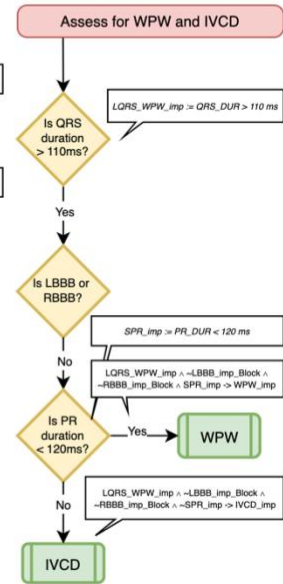 Assess for WPW and IVCD
LQRS_WPW_imp := QRS_DUR > 110 ms
Is QRS
duration
> 110ms?
Yes
Is LBBB or
RBBB?
SPR_imp := PR_DUR < 120 ms
No
LQRS_WPW_imp ∧ ~LBBB_imp_Block ∧
~RBBB_imp_Block ∧ SPR_imp -> WPW_imp
Is PR
duration
< 120ms?
Yes
WPW
No
LQRS_WPW_imp ∧ ~LBBB_imp_Block ∧
~RBBB_imp_Block ∧ ~SPR_imp -> IVCD_imp
IVCD